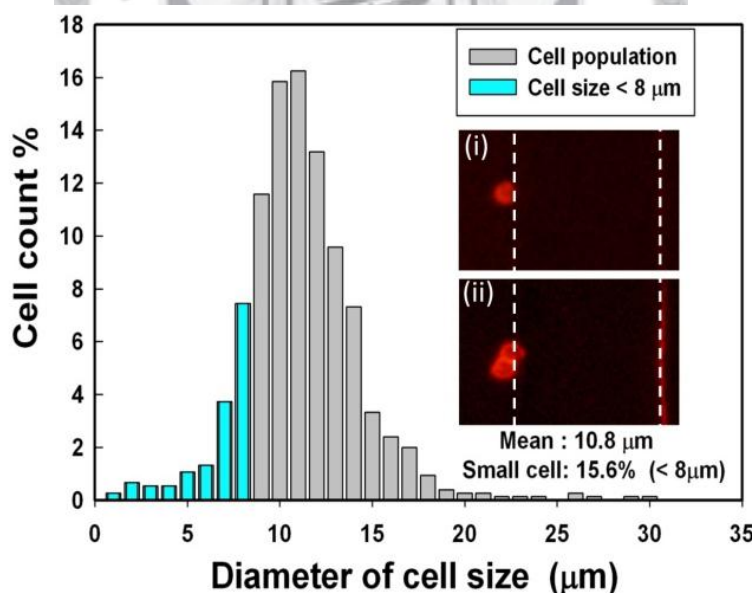 18
16
14
12
10
8
6
4
2
0
Cell count %
Cell population
Cell size < 8 μm
(i)
(ii)
Mean : 10.8 μm
Small cell: 15.6% (< 8μm)
0 5 10 15 20 25 30 35
Diameter of cell size (μm)